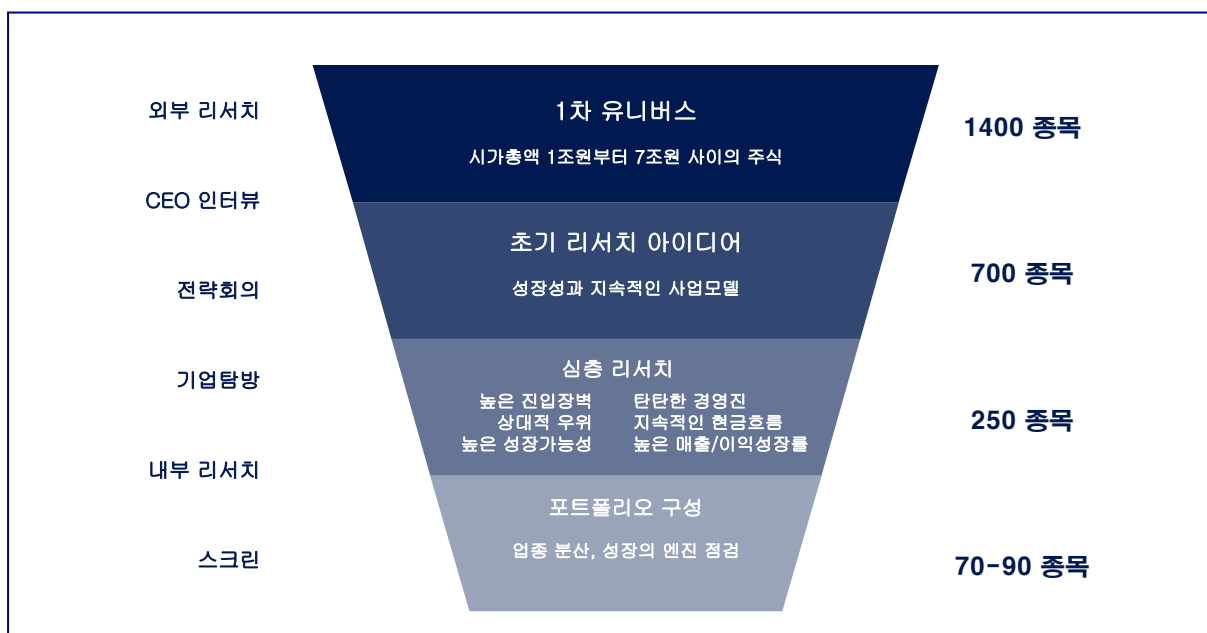 외부 리서치
CEO 인터뷰
전략회의
기업탐방
내부 리서치
스크린
1차 유니버스
시가총액 1조원부터 7조원 사이의 주식
초기 리서치 아이디어
성장성과 지속적인 사업모델
심층 리서치
높은 진입장벽 탄탄한 경영진
상대적 우위 지속적인 현금흐름
높은 성장가능성 높은 매출/이익성장률
포트폴리오 구성
업종 분산, 성장의 엔진 점검
1400 종목
700 종목
250 종목
70-90 종목